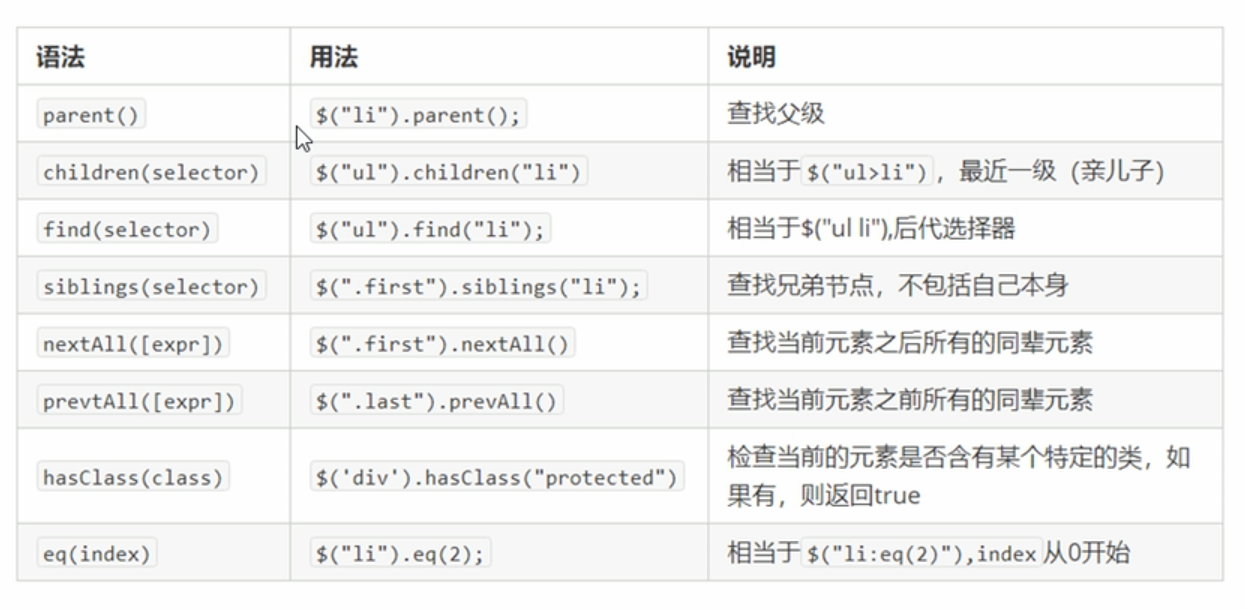 语法 用法 说明
parent() $("li").parent(); 查找父级
children(selector) $("ul").children("li") 相当于$("ul>li")，最近一级（亲儿子）
find(selector) $("ul").find("li"); 相当于$("ul li"),后代选择器
siblings(selector) $(".first").siblings("li"); 查找兄弟节点，不包括自己本身
nextAll([expr]) $(".first").nextAll() 查找当前元素之后所有的同辈元素
prevtAll([expr]) $(".last").prevAll() 查找当前元素之前所有的同辈元素
hasClass(class) $('div').hasClass("protected") 检查当前的元素是否含有某个特定的类，如
果有，则返回true
eq(index) $("li").eq(2); 相当于$("li:eq(2)"),index从0开始